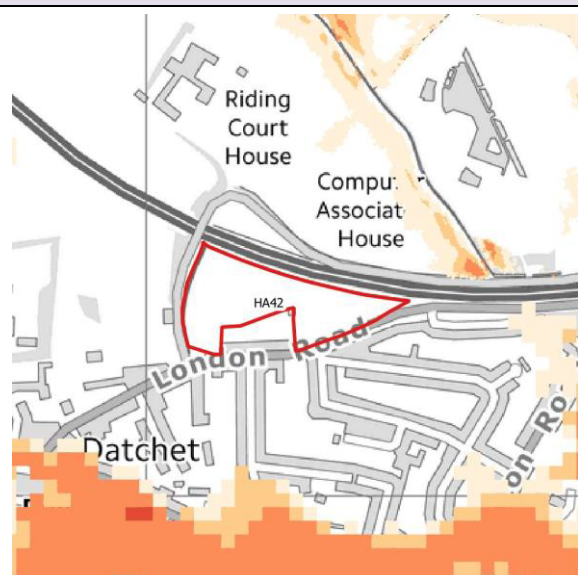 Riding
Court
House
Compu
Associat
House
HA42
London Road
Datchet
on Ro